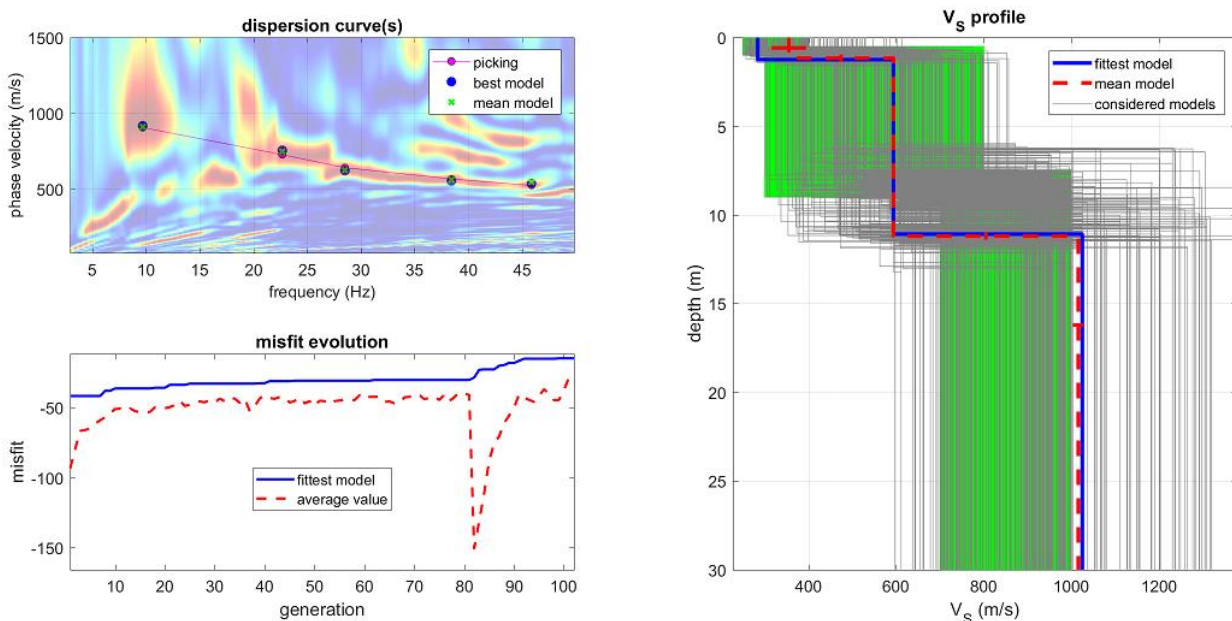 dispersion curve(s)
1500
1000
500
phase velocity (m/s)
picking
best model
mean model
5 10 15 20 25 30 35 40 45
frequency (Hz)
misfit evolution
-50
-100
-150
misfit
fittest model
average value
10 20 30 40 50 60 70 80 90 100
generation
V_S profile
0
5
10
15
20
25
30
depth (m)
fittest model
mean model
considered models
400 600 800 1000 1200
V_S (m/s)